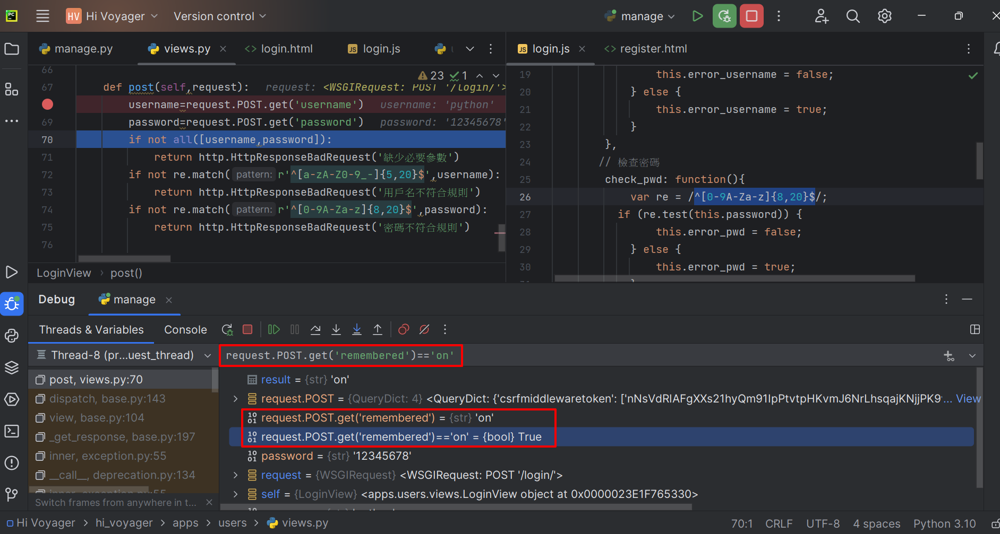 PC HV Hi Voyager Version control manage
manage.py views.py login.html login.js
login.js register.html
66
67 def post(self,request): request: <WSGIRequest: POST '/login/'>
23 1
username=request.POST.get('username') username: 'python'
69 password=request.POST.get('password') password: '12345678'
70 if not all([username,password]):
71 return http.HttpResponseBadRequest('缺少必要參數')
72 if not re.match( pattern: r'^[a-zA-Z0-9_-]{5,20}$',username):
73 return http.HttpResponseBadRequest('用戶名不符合規則')
74 if not re.match( pattern: r'^[0-9A-Za-z]{8,20}$',password):
75 return http.HttpResponseBadRequest('密碼不符合規則')
76
LoginView › post()
19 this.error_username = false;
20 } else {
21 this.error_username = true;
22 }
23 },
24 // 檢查密碼
25 check_pwd: function(){
26 var re = /^[0-9A-Za-z]{8,20}$/;
27 if (re.test(this.password)) {
28 this.error_pwd = false;
29 } else {
30 this.error_pwd = true;
Debug manage
Threads & Variables Console
Thread-8 (pr...uest_thread)
request.POST.get('remembered')=='on'
post, views.py:70
dispatch, base.py:143
view, base.py:104
_get_response, base.py:197
inner, exception.py:55
__call__, deprecation.py:134
inner, exception.py:55
Switch frames from anywhere in t...
result = {str} 'on'
request.POST = {QueryDict: 4} <QueryDict: {'csrfmiddlewaretoken': ['nNsVdRIAFgXXs21hyQm91IpPtvtpHKvmJ6NrLhsqajKNjjPK9 ... View
request.POST.get('remembered') = {str} 'on'
request.POST.get('remembered')=='on' = {bool} True
password = {str} '12345678'
request = {WSGIRequest} <WSGIRequest: POST '/login/'>
self = {LoginView} <apps.users.views.LoginView object at 0x0000023E1F765330>
Hi Voyager › hi_voyager › apps › users › views.py
70:1 CRLF UTF-8 4 spaces Python 3.10